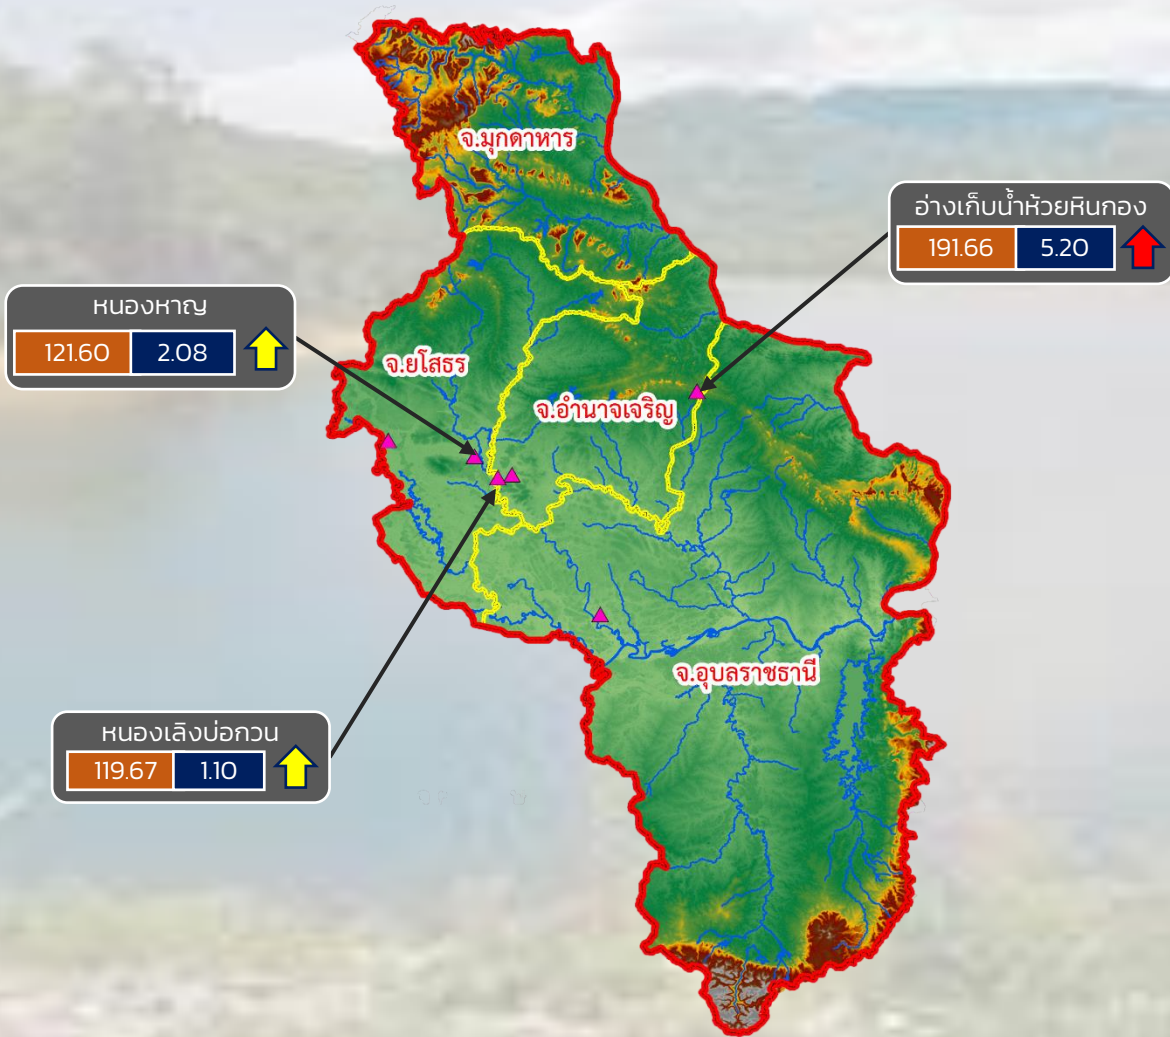 จ.มุกดาหาร
อ่างเก็บน้ำห้วยหินกอง
191.66 5.20
หนองหาญ
121.60 2.08
จ.ยโสธร
จ.อำนาจเจริญ
จ.อุบลราชธานี
หนองเลิงบ่อกวน
119.67 1.10